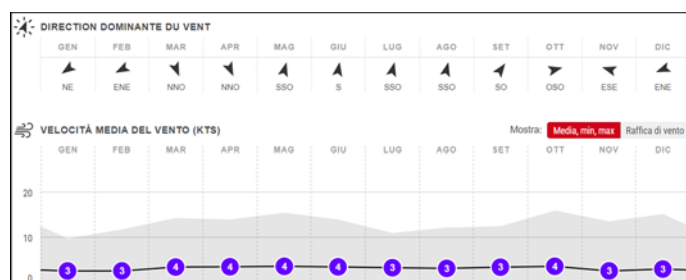 DIRECTION DOMINANTE DU VENT
GEN FEB MAR APR MAG GIU LUG AGO SET OTT NOV DIC
NE ENE NNO NNO SSO S SSO SSO SO OSO ESE ENE
VELOCITÀ MEDIA DEL VENTO (KTS) Mostra: Media, min, max Raffica di vento
GEN FEB MAR APR MAG GIU LUG AGO SET OTT NOV DIC
20
10
0 3 3 4 4 4 4 3 3 3 4 3 3